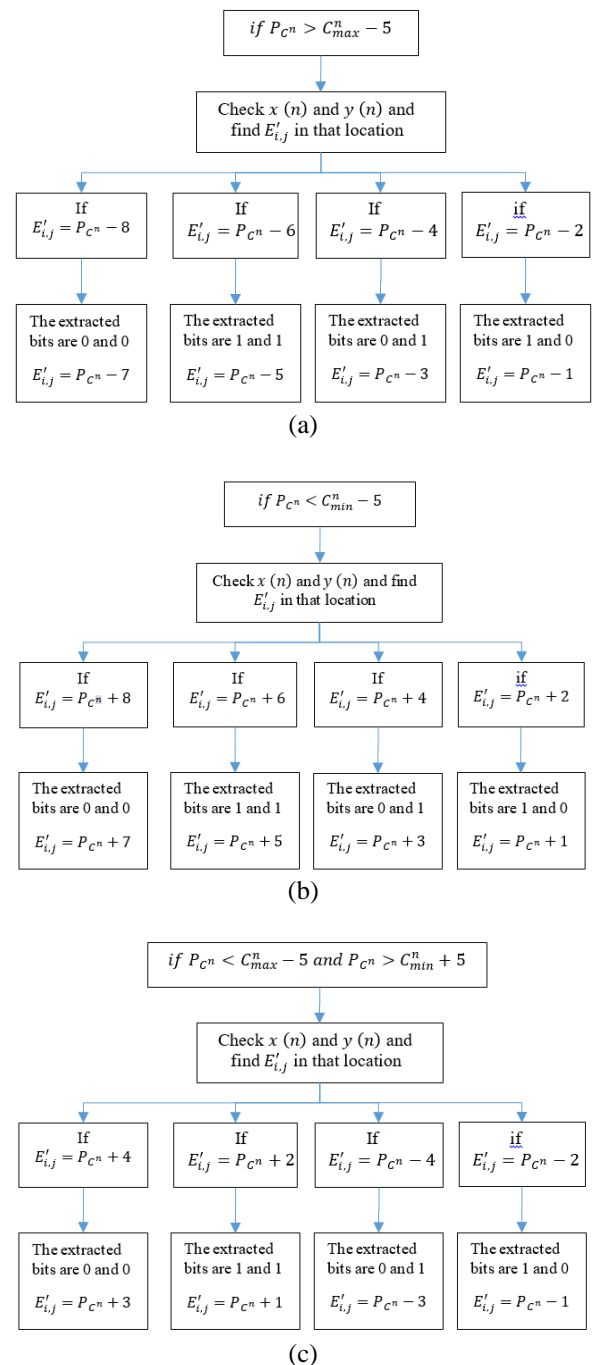 if P_{C^n} > C^n_{max} − 5
Check x (n) and y (n) and
find E'_{i,j} in that location
If
E'_{i,j} = P_{C^n} − 8
If
E'_{i,j} = P_{C^n} − 6
If
E'_{i,j} = P_{C^n} − 4
if
E'_{i,j} = P_{C^n} − 2
The extracted
bits are 0 and 0
E'_{i,j} = P_{C^n} − 7
The extracted
bits are 1 and 1
E'_{i,j} = P_{C^n} − 5
The extracted
bits are 0 and 1
E'_{i,j} = P_{C^n} − 3
The extracted
bits are 1 and 0
E'_{i,j} = P_{C^n} − 1
(a)
if P_{C^n} < C^n_{min} − 5
Check x (n) and y (n) and find
E'_{i,j} in that location
If
E'_{i,j} = P_{C^n} + 8
If
E'_{i,j} = P_{C^n} + 6
If
E'_{i,j} = P_{C^n} + 4
if
E'_{i,j} = P_{C^n} + 2
The extracted
bits are 0 and 0
E'_{i,j} = P_{C^n} + 7
The extracted
bits are 1 and 1
E'_{i,j} = P_{C^n} + 5
The extracted
bits are 0 and 1
E'_{i,j} = P_{C^n} + 3
The extracted
bits are 1 and 0
E'_{i,j} = P_{C^n} + 1
(b)
if P_{C^n} < C^n_{max} − 5 and P_{C^n} > C^n_{min} + 5
Check x (n) and y (n) and
find E'_{i,j} in that location
If
E'_{i,j} = P_{C^n} + 4
If
E'_{i,j} = P_{C^n} + 2
If
E'_{i,j} = P_{C^n} − 4
if
E'_{i,j} = P_{C^n} − 2
The extracted
bits are 0 and 0
E'_{i,j} = P_{C^n} + 3
The extracted
bits are 1 and 1
E'_{i,j} = P_{C^n} + 1
The extracted
bits are 0 and 1
E'_{i,j} = P_{C^n} − 3
The extracted
bits are 1 and 0
E'_{i,j} = P_{C^n} − 1
(c)